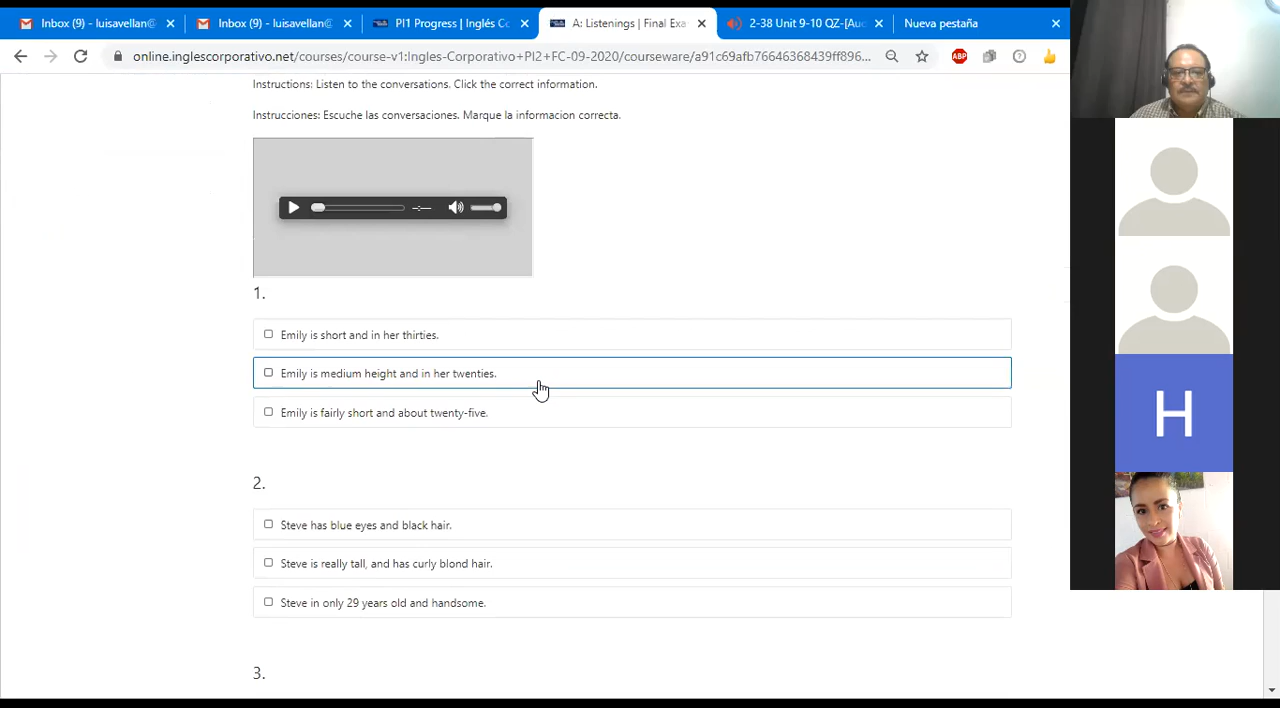 Inbox (9) - luisavellan@
Inbox (9) - luisavellan@
PI1 Progress | Inglés Co
A: Listenings | Final Exa
2-38 Unit 9-10 QZ-[Aud
Nueva pestaña
online.inglescorporativo.net/courses/course-v1:Ingles-Corporativo+PI2+FC-09-2020/courseware/a91c69afb76646368439ff896...
ABP
Instructions: Listen to the conversations. Click the correct information.
Instrucciones: Escuche las conversaciones. Marque la informacion correcta.
--:--
1.
Emily is short and in her thirties.
Emily is medium height and in her twenties.
Emily is fairly short and about twenty-five.
2.
Steve has blue eyes and black hair.
Steve is really tall, and has curly blond hair.
Steve in only 29 years old and handsome.
3.
H